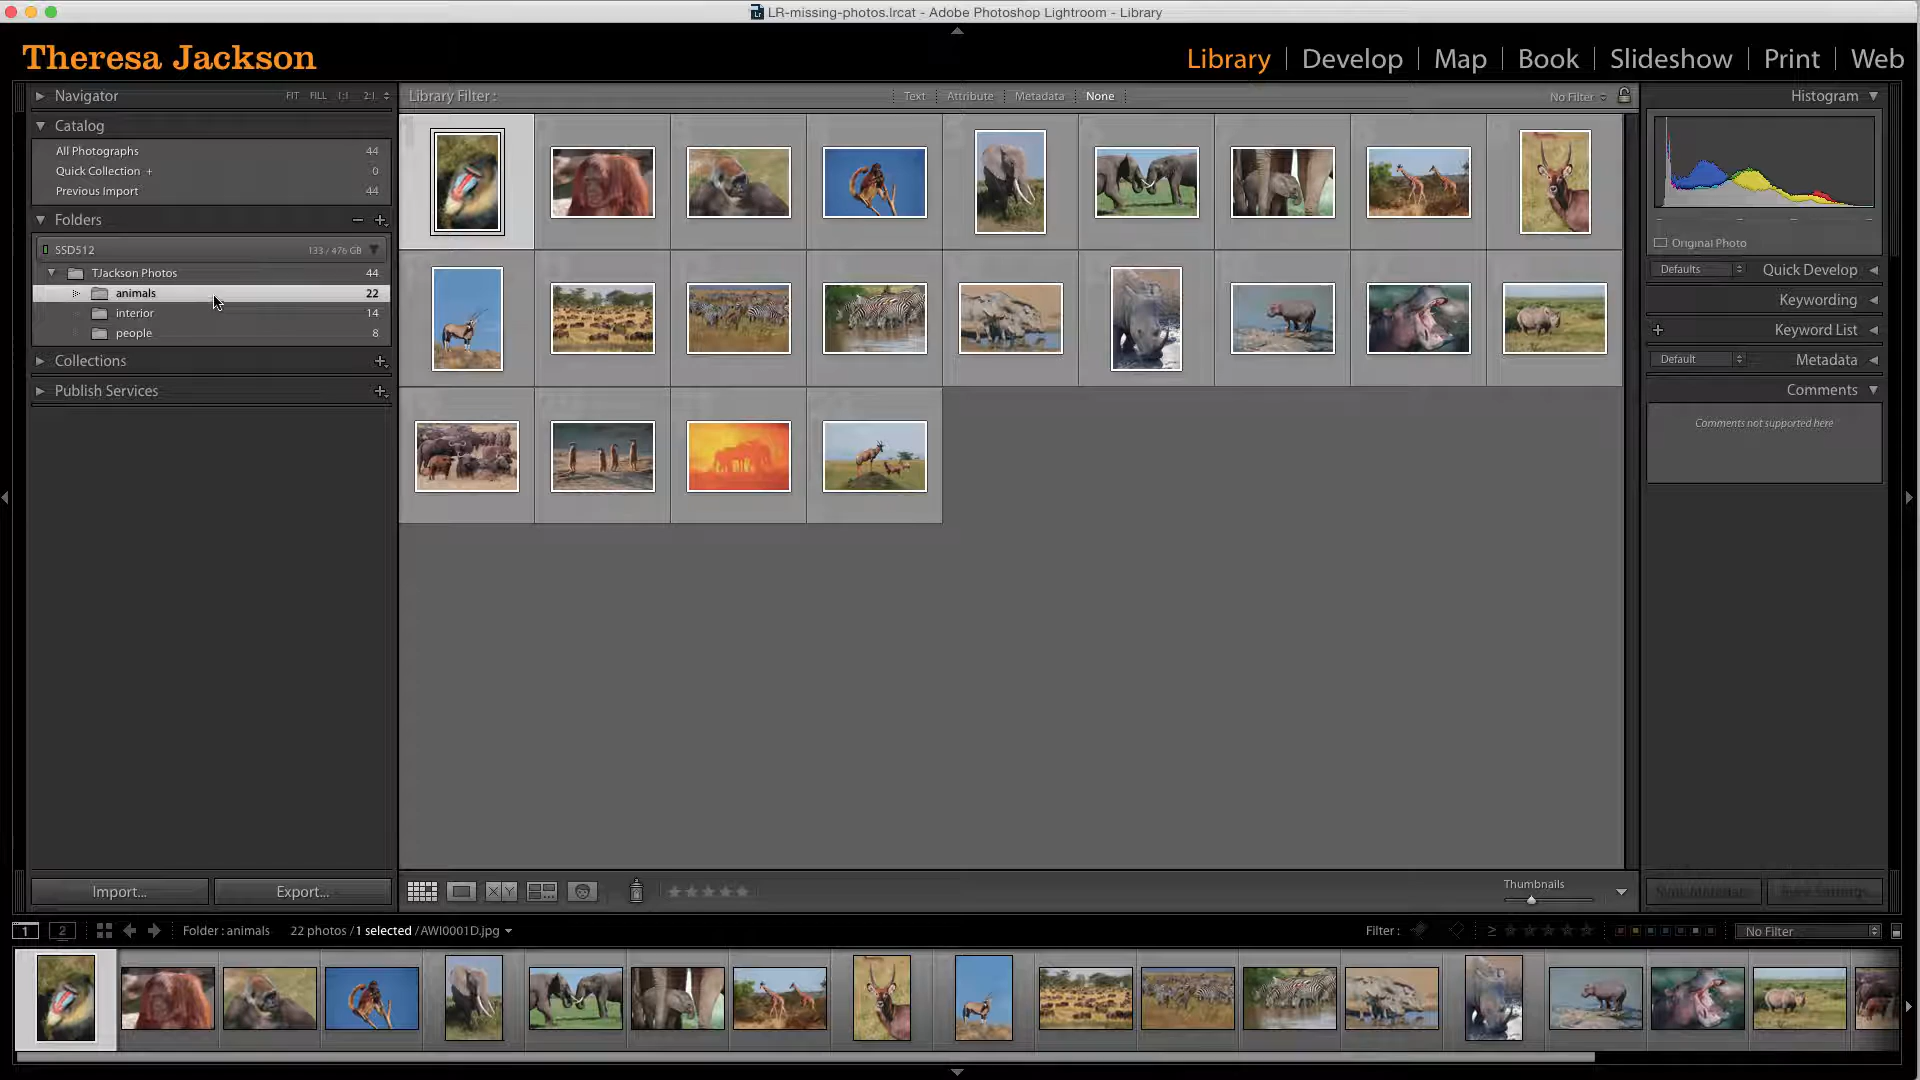 LR-missing-photos.lrcat - Adobe Photoshop Lightroom - Library
Theresa Jackson
Library | Develop | Map | Book | Slideshow | Print | Web
Navigator FIT FILL 1:1 2:1
Catalog
All Photographs 44
Quick Collection + 0
Previous Import 44
Folders
SSD512 133 / 476 GB
TJackson Photos 44
animals 22
interior 14
people 8
Collections
Publish Services
Library Filter :
Text Attribute Metadata None
No Filter
Histogram
Original Photo
Defaults Quick Develop
Keywording
Keyword List
Default Metadata
Comments
Comments not supported here
Import...
Export...
X Y
Thumbnails
1 2 Folder : animals 22 photos / 1 selected / AWI0001D.jpg
Filter : ≥ No Filter